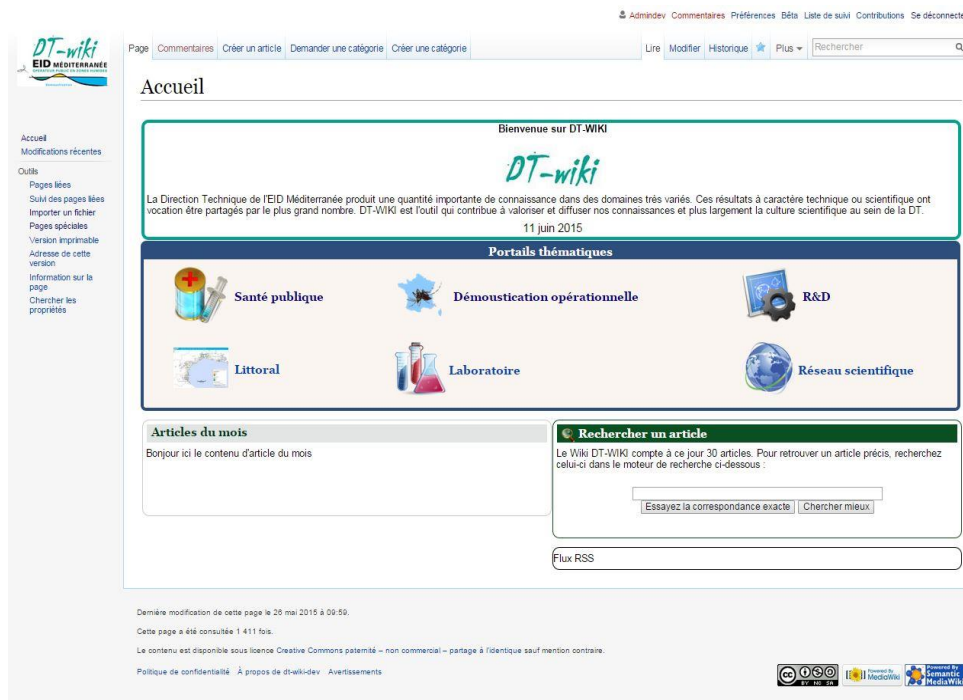 Admindev Commentaires Préférences Bêta Liste de suivi Contributions Se déconnecte
DT-wiki
EID MÉDITERRANÉE
Page Commentaires Créer un article Demander une catégorie Créer une catégorie Lire Modifier Historique Plus Rechercher
Accueil
Accueil
Modifications récentes
Outils
Pages liées
Suivi des pages liées
Importer un fichier
Pages spéciales
Version imprimable
Adresse de cette
version
Information sur la
page
Chercher les
propriétés
Bienvenue sur DT-WIKI
DT-wiki
La Direction Technique de l'EID Méditerranée produit une quantité importante de connaissance dans des domaines très variés. Ces résultats à caractère technique ou scientifique ont
vocation être partagés par le plus grand nombre. DT-WIKI est l'outil qui contribue à valoriser et diffuser nos connaissances et plus largement la culture scientifique au sein de la DT.
11 juin 2015
Portails thématiques
Santé publique Démoustication opérationnelle R&D
Littoral Laboratoire Réseau scientifique
Articles du mois
Bonjour ici le contenu d'article du mois
Rechercher un article
Le Wiki DT-WIKI compte à ce jour 30 articles. Pour retrouver un article précis, recherchez
celui-ci dans le moteur de recherche ci-dessous :
Essayez la correspondance exacte Chercher mieux
Flux RSS
Dernière modification de cette page le 26 mai 2015 à 09:59.
Cette page a été consultée 1 411 fois.
Le contenu est disponible sous licence Creative Commons paternité – non commercial – partage à l'identique sauf mention contraire.
Politique de confidentialité À propos de dt-wiki-dev Avertissements
BY NC SA
Powered By
MediaWiki
Powered By
Semantic
MediaWiki